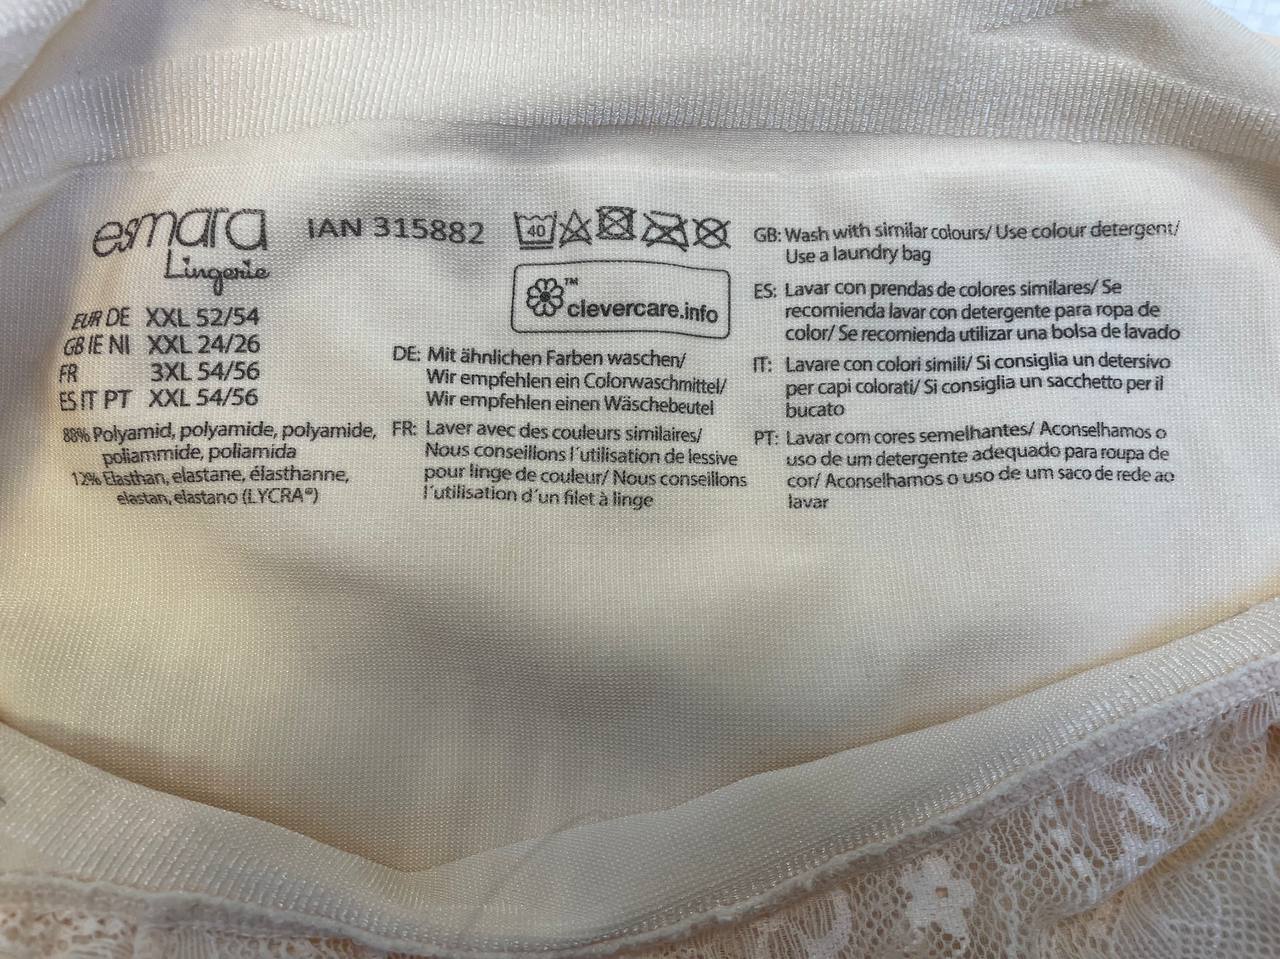 esmara
Lingerie
IAN 315882
EUR DE XXL 52/54
GB IE NI XXL 24/26
FR 3XL 54/56
ES IT PT XXL 54/56
88% Polyamid, polyamide, polyamide,
poliammide, poliamida
12% Elasthan, elastane, élasthanne,
elastan, elastano (LYCRA®)
40
clevercare.info™
DE: Mit ähnlichen Farben waschen/
Wir empfehlen ein Colorwaschmittel/
Wir empfehlen einen Wäschebeutel
FR: Laver avec des couleurs similaires/
Nous conseillons l'utilisation de lessive
pour linge de couleur/ Nous conseillons
l'utilisation d'un filet à linge
GB: Wash with similar colours/ Use colour detergent/
Use a laundry bag
ES: Lavar con prendas de colores similares/ Se
recomienda lavar con detergente para ropa de
color/ Se recomienda utilizar una bolsa de lavado
IT: Lavare con colori simili/ Si consiglia un detersivo
per capi colorati/ Si consiglia un sacchetto per il
bucato
PT: Lavar com cores semelhantes/ Aconselhamos o
uso de um detergente adequado para roupa de
cor/ Aconselhamos o uso de um saco de rede ao
lavar